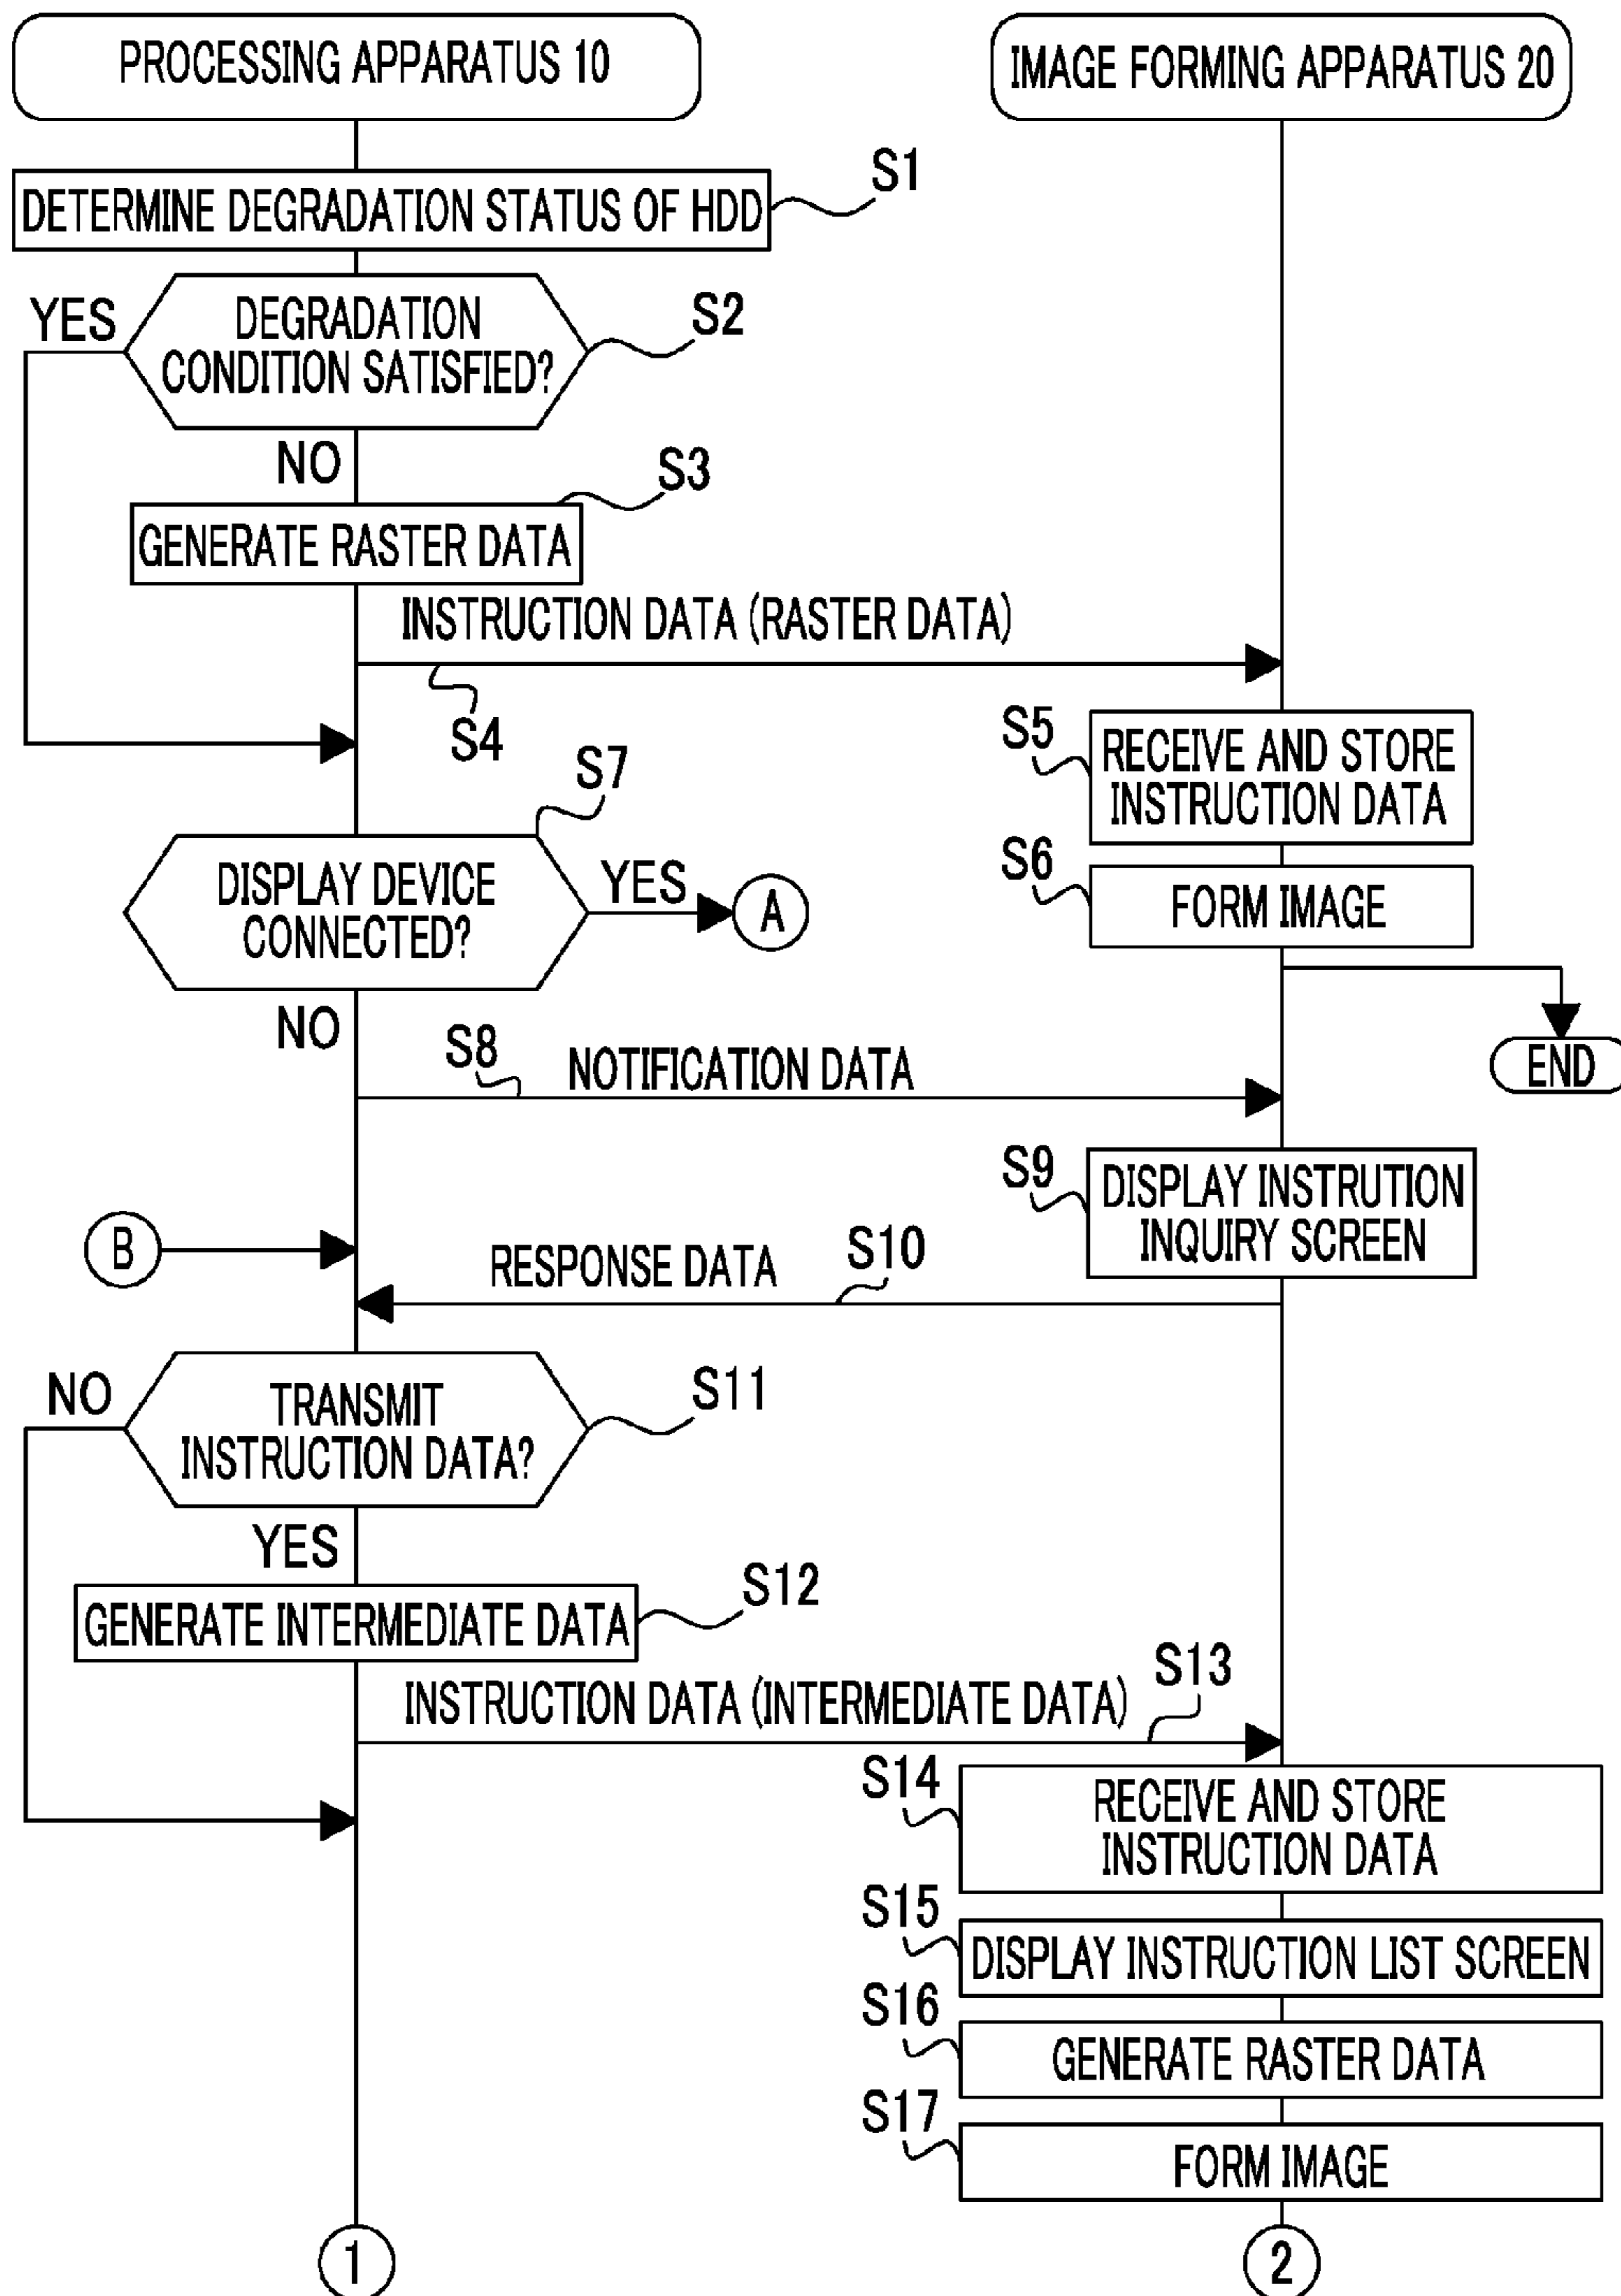 PROCESSING APPARATUS 10
IMAGE FORMING APPARATUS 20
S1
DETERMINE DEGRADATION STATUS OF HDD
YES
DEGRADATION
CONDITION SATISFIED?
S2
NO
S3
GENERATE RASTER DATA
INSTRUCTION DATA (RASTER DATA)
S4
S5
RECEIVE AND STORE
INSTRUCTION DATA
S7
DISPLAY DEVICE
CONNECTED?
YES
A
S6
FORM IMAGE
NO
END
S8
NOTIFICATION DATA
S9
DISPLAY INSTRUTION
INQUIRY SCREEN
B
RESPONSE DATA
S10
NO
TRANSMIT
INSTRUCTION DATA?
S11
YES
GENERATE INTERMEDIATE DATA
S12
INSTRUCTION DATA (INTERMEDIATE DATA)
S13
S14
RECEIVE AND STORE
INSTRUCTION DATA
S15
DISPLAY INSTRUCTION LIST SCREEN
S16
GENERATE RASTER DATA
S17
FORM IMAGE
1
2